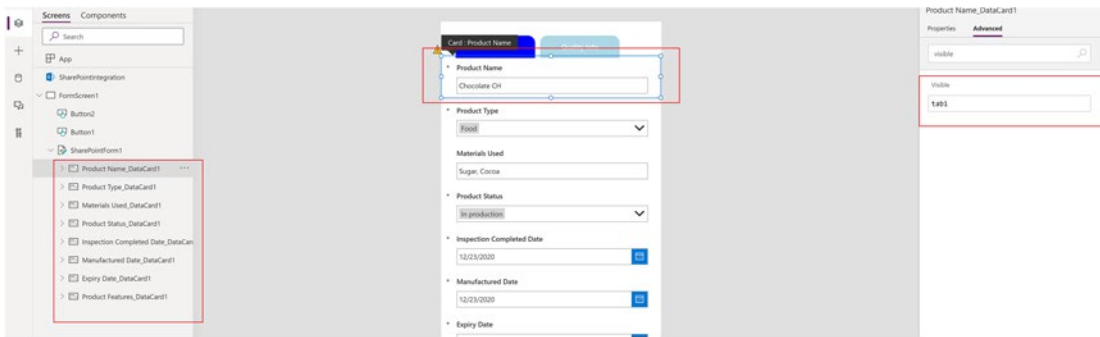 Screens Components
Search
App
SharePointIntegration
FormScreen1
Button2
Button1
SharePointForm1
Product Name_DataCard1 ...
Product Type_DataCard1
Materials Used_DataCard1
Product Status_DataCard1
Inspection Completed Date_DataCar
Manufactured Date_DataCard1
Expiry Date_DataCard1
Product Features_DataCard1
Card : Product Name
* Product Name
Chocolate CH
* Product Type
Food
Materials Used
Sugar, Cocoa
* Product Status
In production
* Inspection Completed Date
12/23/2020
* Manufactured Date
12/23/2020
* Expiry Date
Product Name_DataCard1
Properties Advanced
visible
Visible
tab1